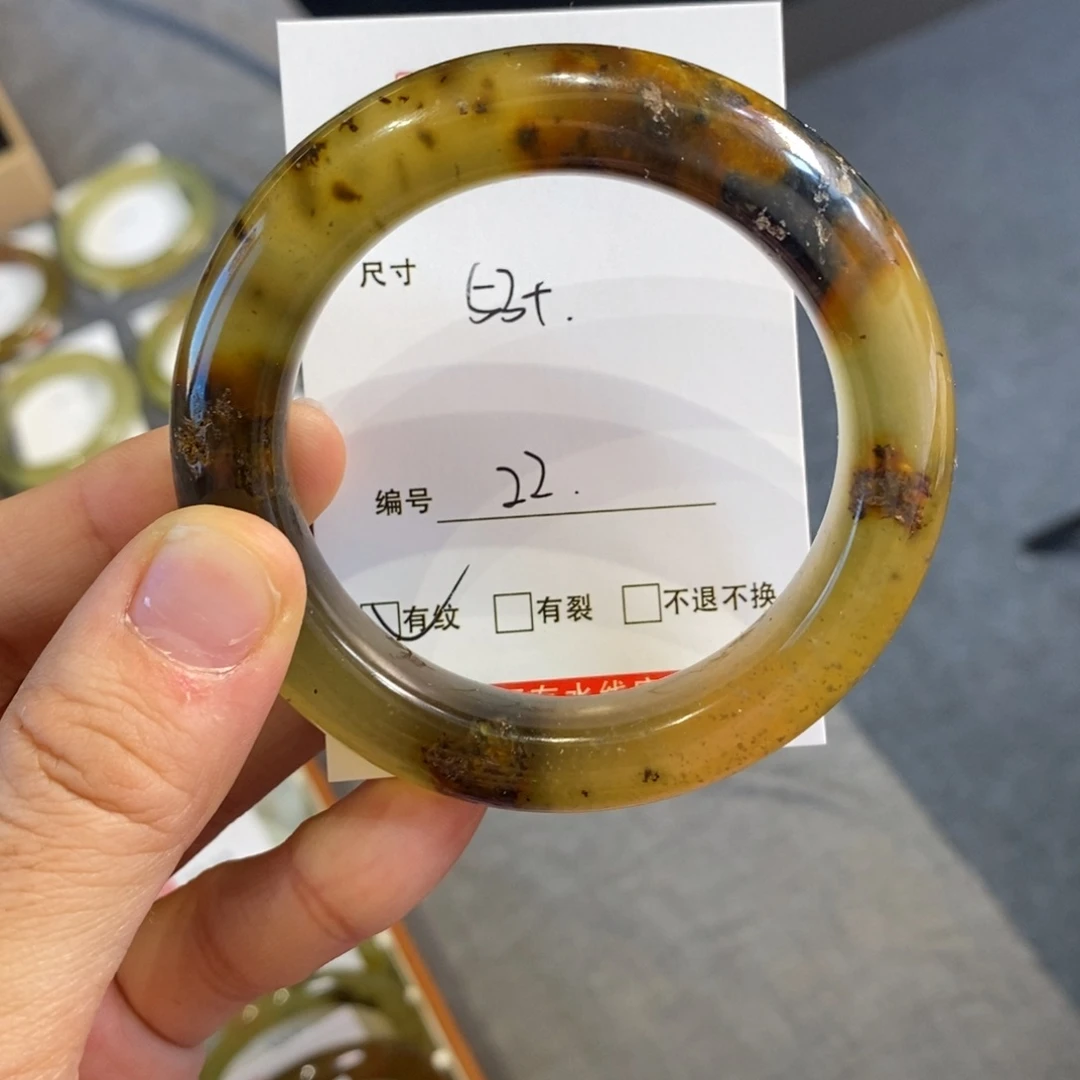 尺寸 53+.
编号 22.
有纹 有裂 不退不换